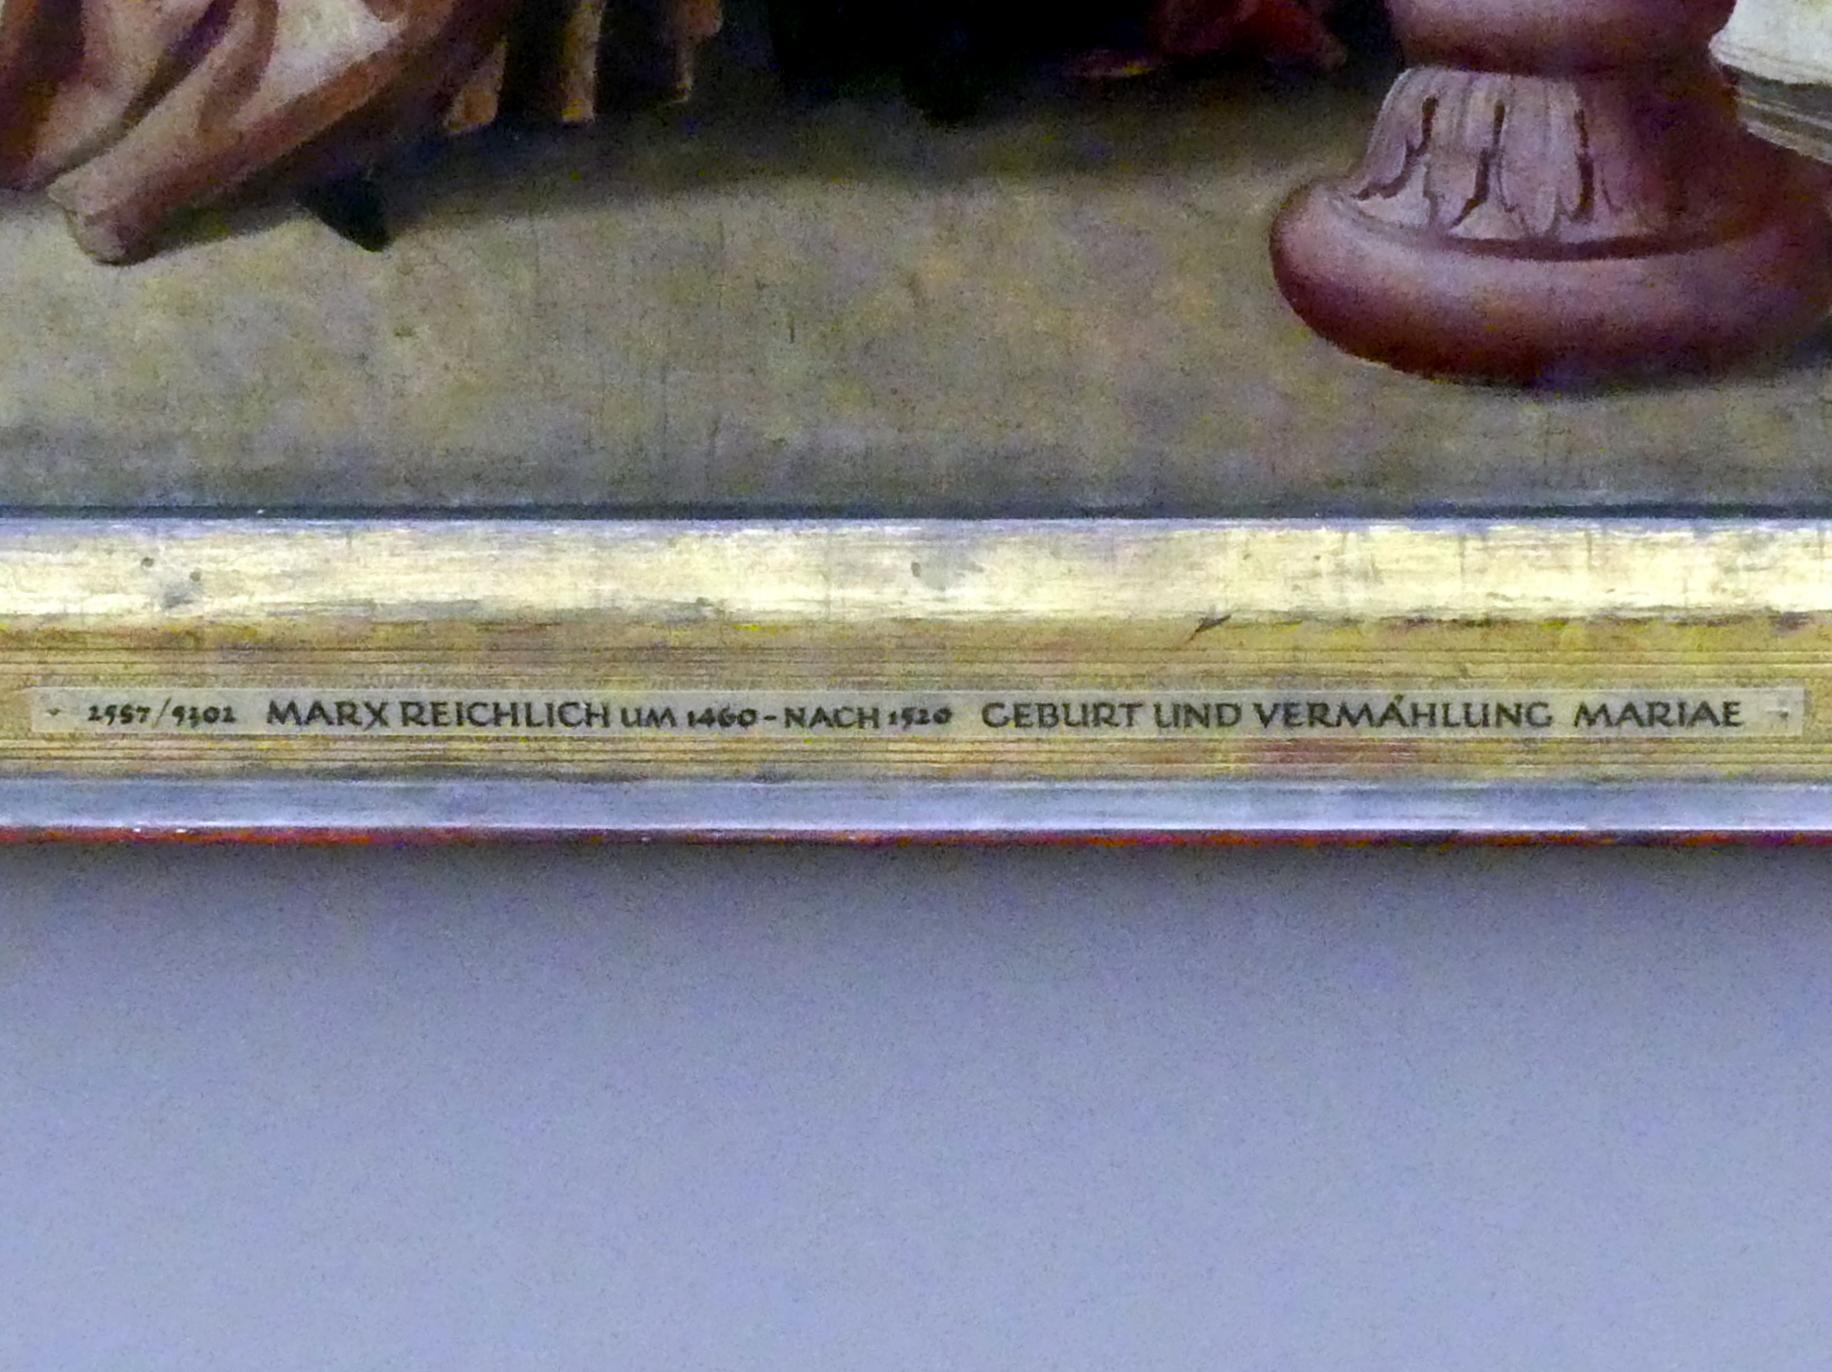 2557/9302 MARX REICHLICH UM 1460-NACH 1520 GEBURT UND VERMÄHLUNG MARIAE